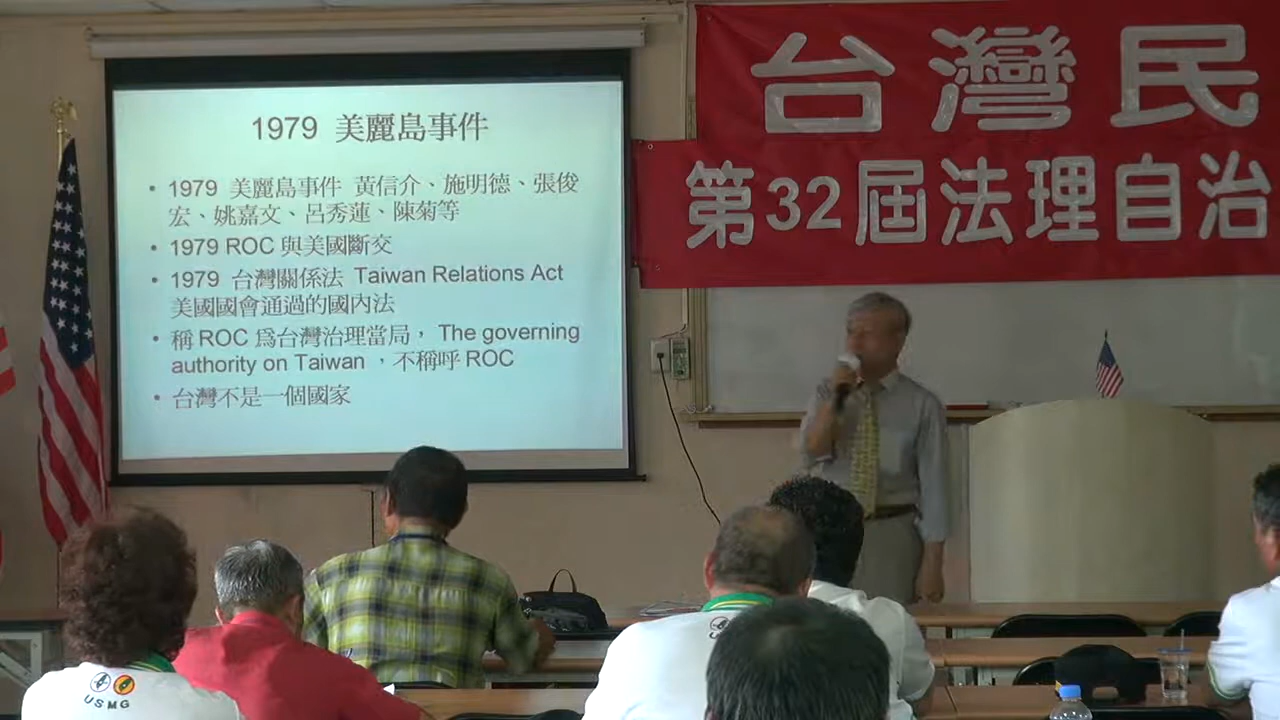 1979 美麗島事件
• 1979 美麗島事件 黃信介、施明德、張俊
宏、姚嘉文、呂秀蓮、陳菊等
• 1979 ROC 與美國斷交
• 1979 台灣關係法 Taiwan Relations Act
美國國會通過的國內法
• 稱 ROC 為台灣治理當局， The governing
authority on Taiwan ，不稱呼 ROC
• 台灣不是一個國家
台灣民
第32屆法理自治
USMG